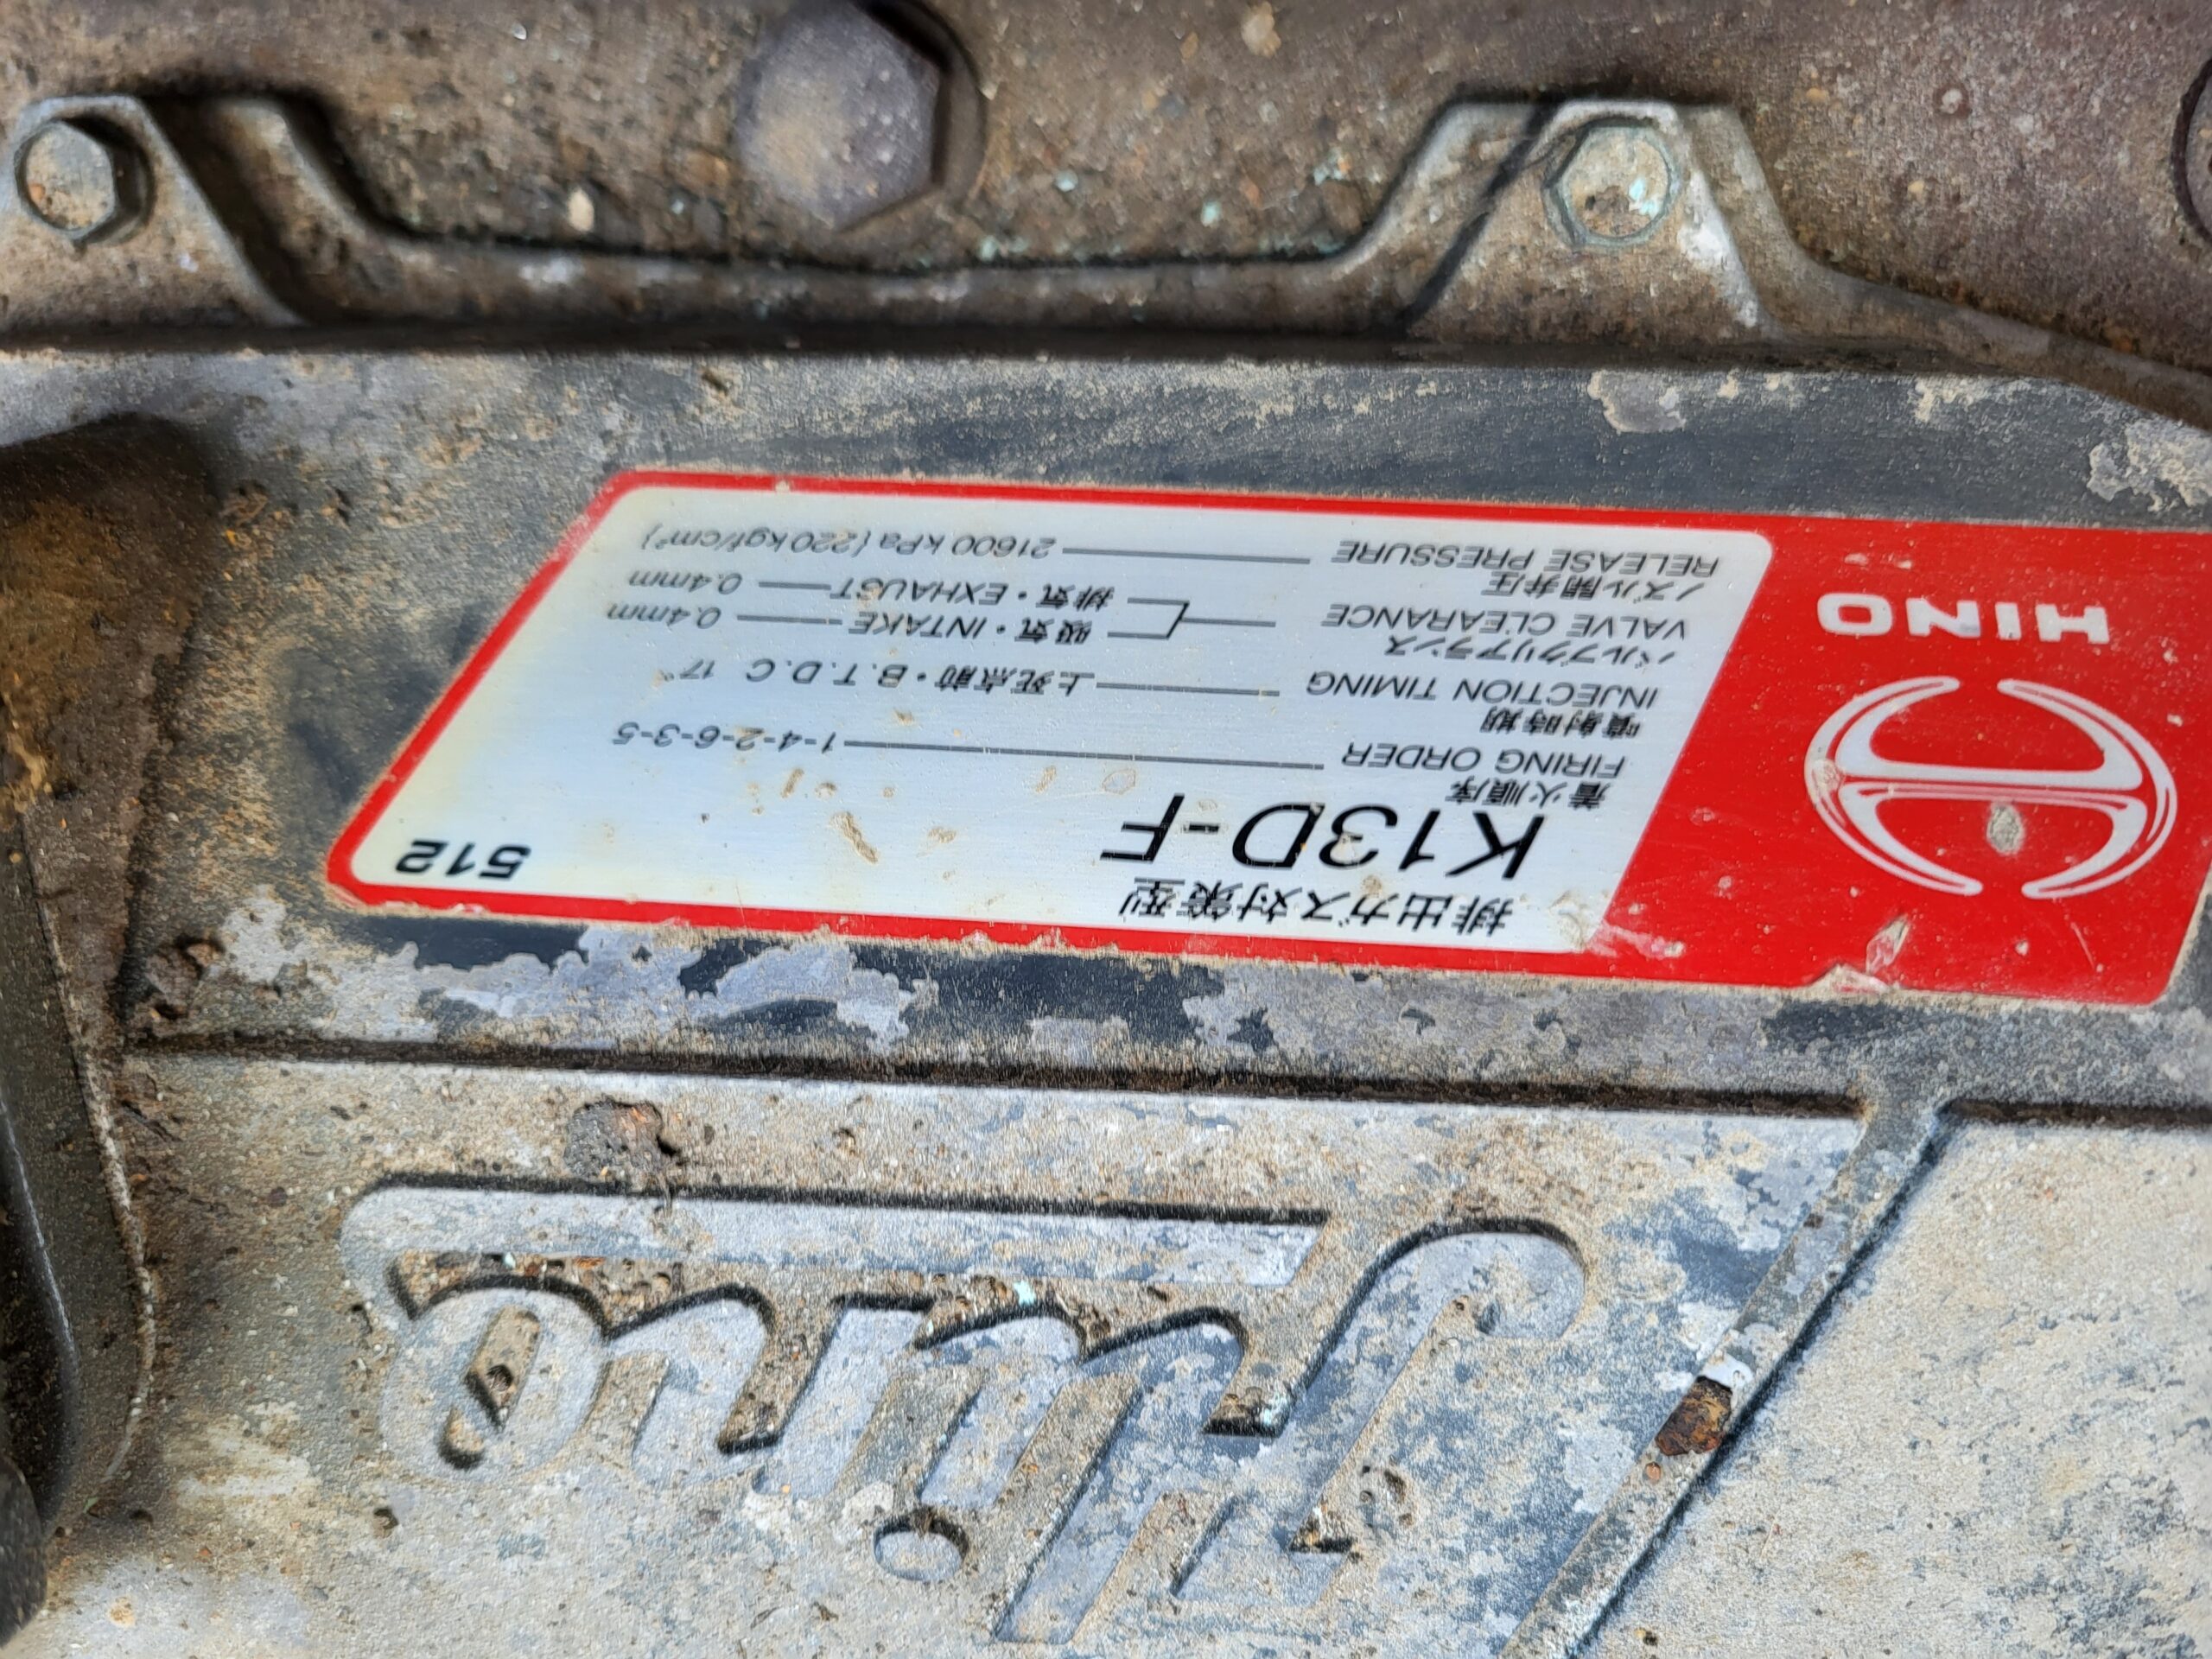 HINO
排出ガス対策型
K13D-F
512
着火順序
FIRING ORDER 1-4-2-6-3-5
噴射時期
INJECTION TIMING 上死点前・B.T.D.C 17°
バルブクリアランス
VALVE CLEARANCE 吸気・INTAKE 0.4mm
排気・EXHAUST 0.4mm
ノズル開弁圧
RELEASE PRESSURE 21600 kPa {220 kgf/cm²}
Hino